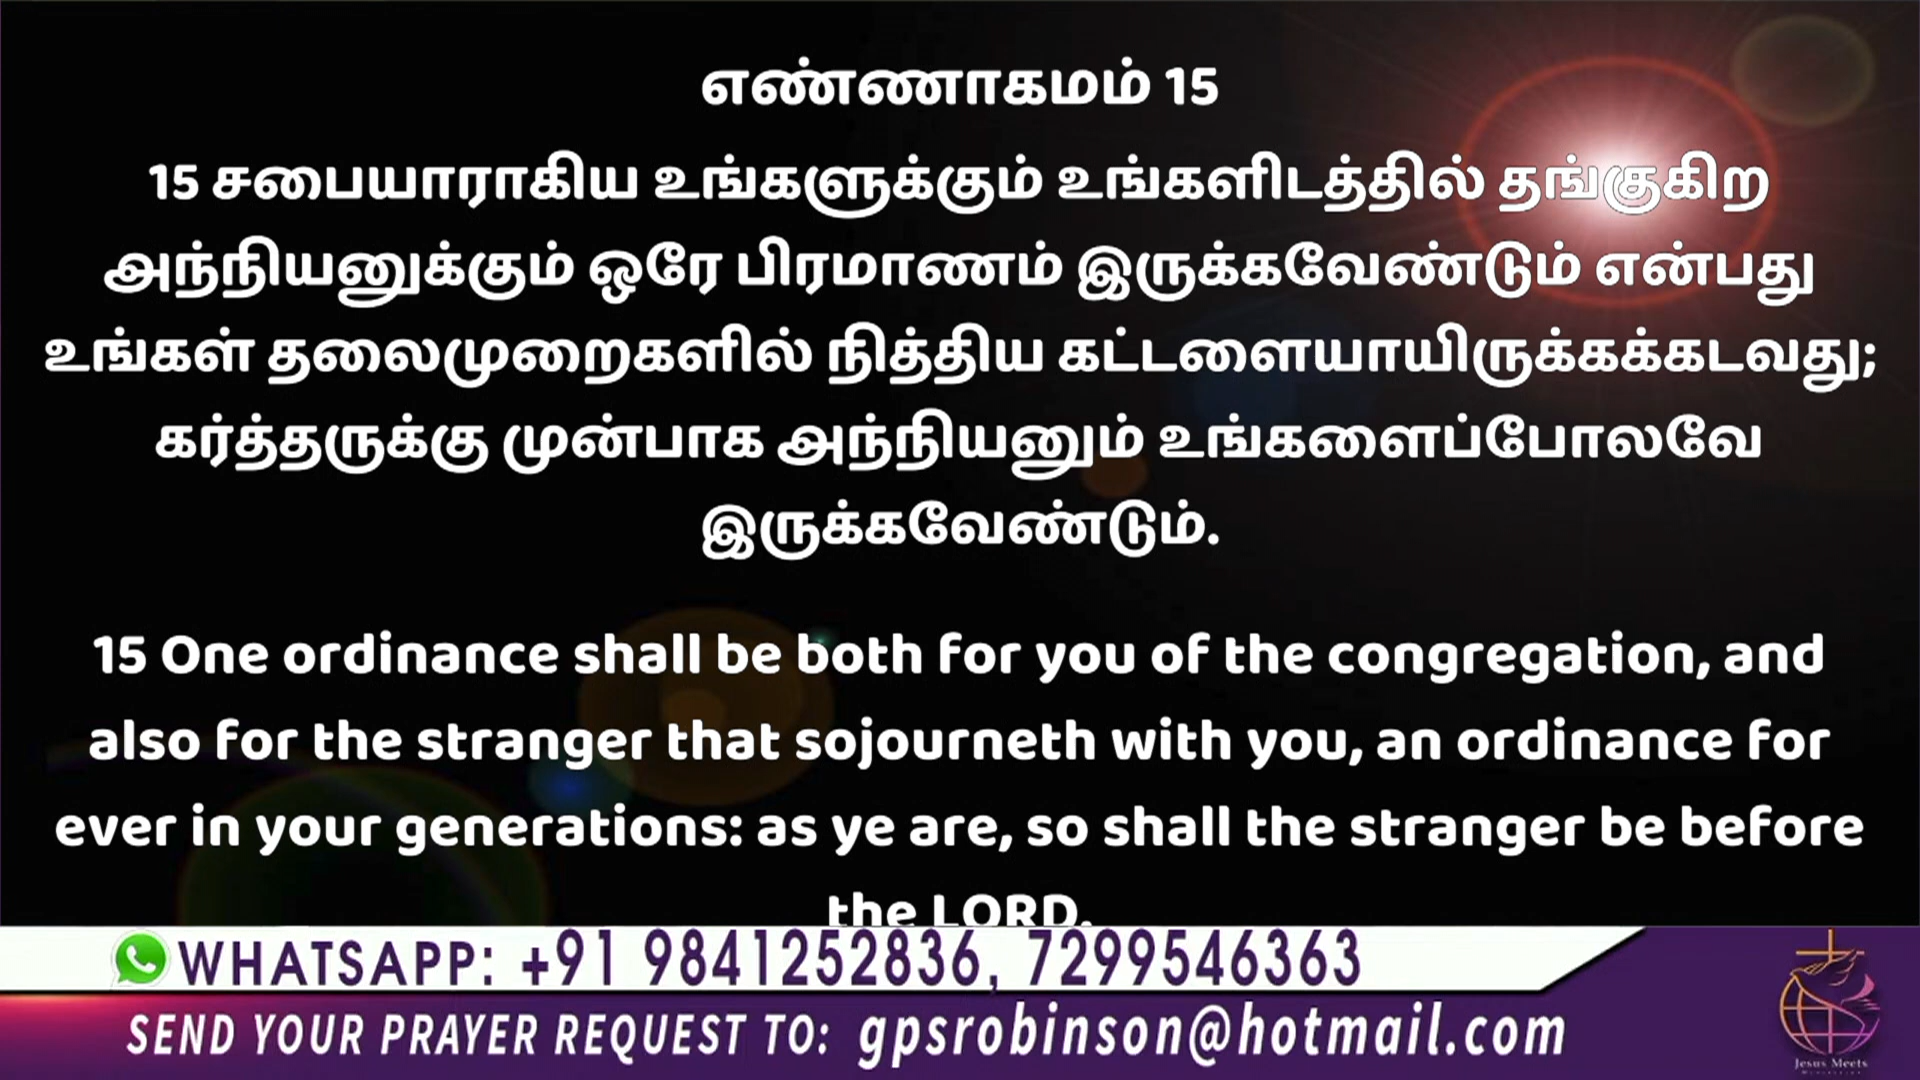 எண்ணாகமம் 15
15 சபையாராகிய உங்களுக்கும் உங்களிடத்தில் தங்குகிற
அந்நியனுக்கும் ஒரே பிரமாணம் இருக்கவேண்டும் என்பது
உங்கள் தலைமுறைகளில் நித்திய கட்டளையாயிருக்கக்கடவது;
கர்த்தருக்கு முன்பாக அந்நியனும் உங்களைப்போலவே
இருக்கவேண்டும்.
15 One ordinance shall be both for you of the congregation, and
also for the stranger that sojourneth with you, an ordinance for
ever in your generations: as ye are, so shall the stranger be before
the LORD.
WHATSAPP: +91 9841252836, 7299546363
SEND YOUR PRAYER REQUEST TO: gpsrobinson@hotmail.com
Jesus Meets